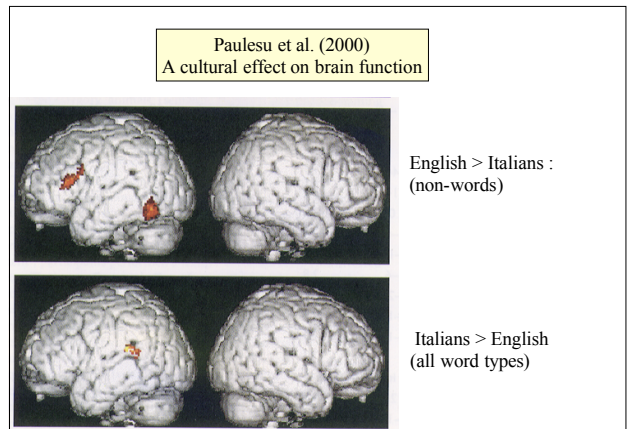 Paulesu et al. (2000)
A cultural effect on brain function
English > Italians :
(non-words)
Italians > English
(all word types)